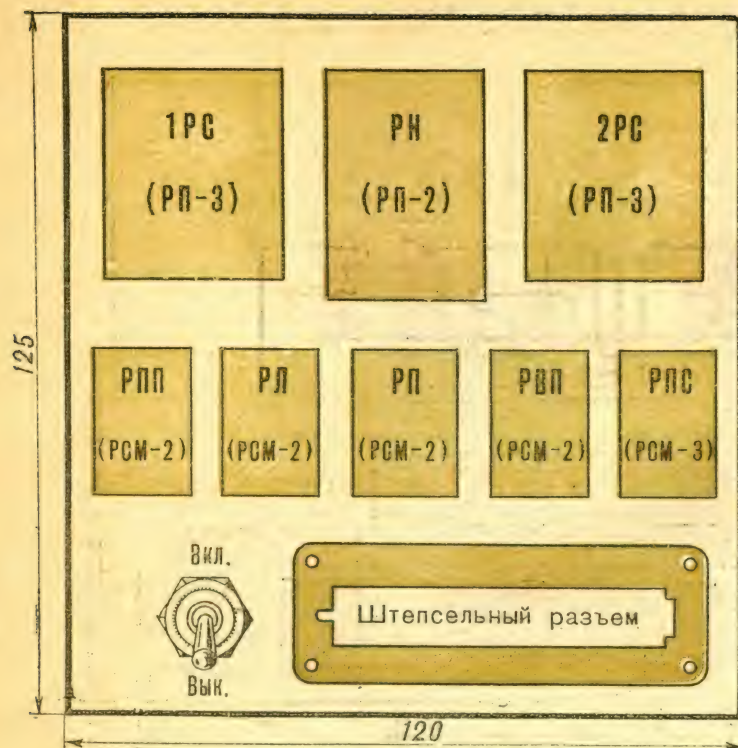 1РС РН 2РС
(РП-3) (РП-2) (РП-3)
125
РПП РЛ РП РВП РПС
(РСМ-2) (РСМ-2) (РСМ-2) (РСМ-2) (РСМ-3)
Вкл.
Штепсельный разъем
Вык.
120